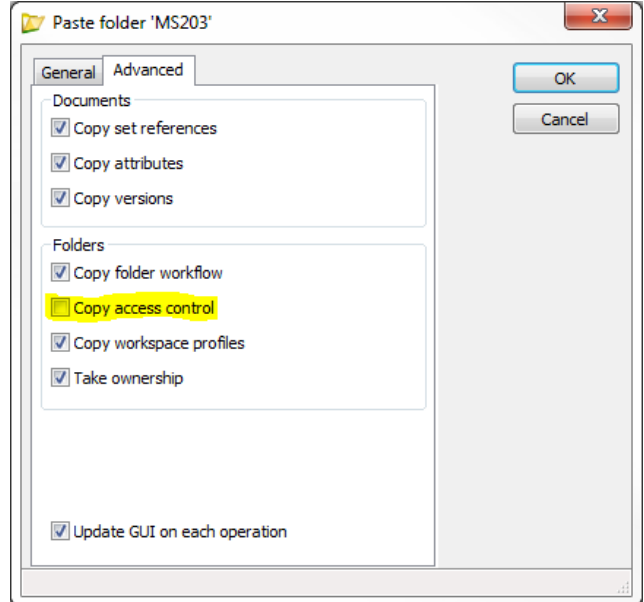 Paste folder 'MS203'
General Advanced
OK
Documents
Cancel
Copy set references
Copy attributes
Copy versions
Folders
Copy folder workflow
Copy access control
Copy workspace profiles
Take ownership
Update GUI on each operation